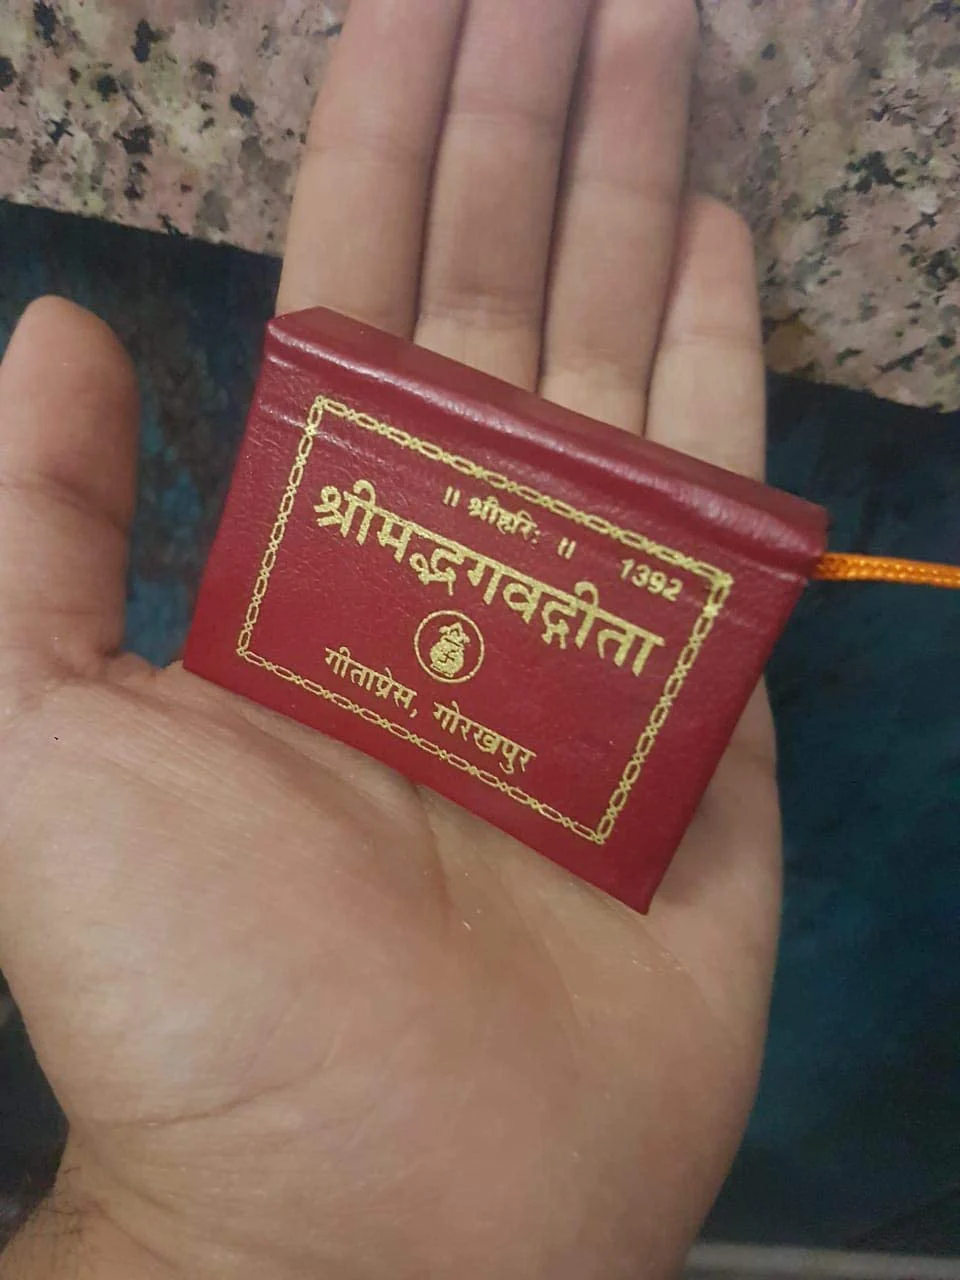 ॥ श्रीहरिः ॥
1392
श्रीमद्भगवद्गीता
गीताप्रेस, गोरखपुर